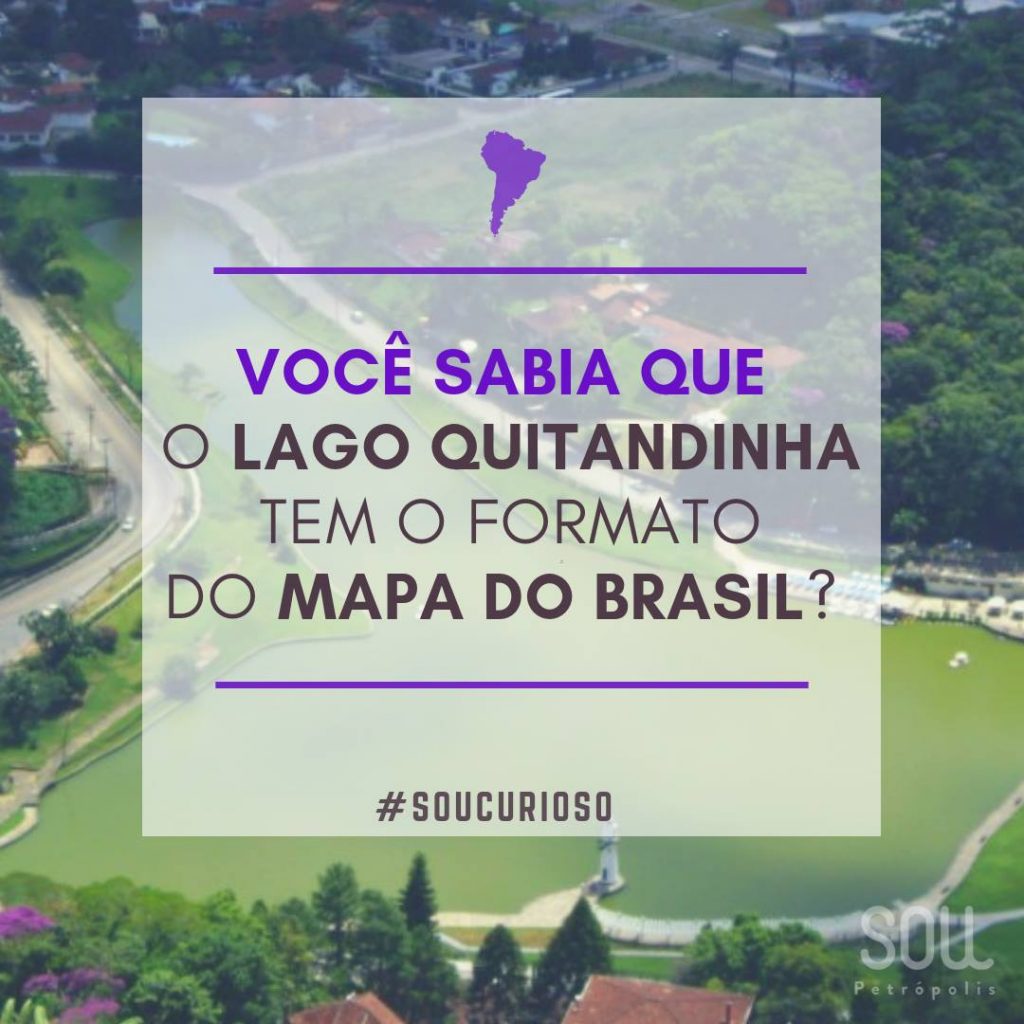 VOCÊ SABIA QUE
O LAGO QUITANDINHA
TEM O FORMATO
DO MAPA DO BRASIL?
#SOUCURIOSO
SOU
Petrópolis